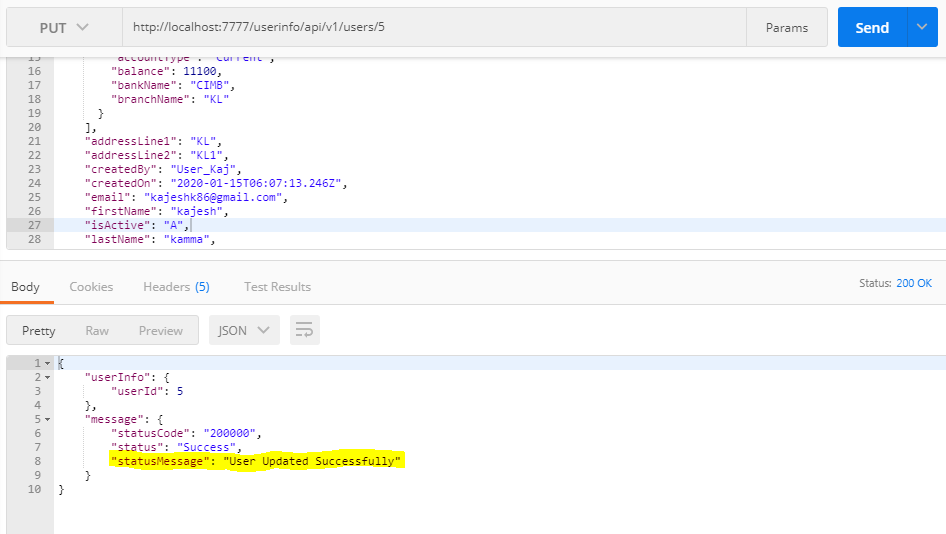 PUT http://localhost:7777/userinfo/api/v1/users/5 Params Send
15 "accountType": "Current",
16 "balance": 11100,
17 "bankName": "CIMB",
18 "branchName": "KL"
19 }
20 ],
21 "addressLine1": "KL",
22 "addressLine2": "KL1",
23 "createdBy": "User_Kaj",
24 "createdOn": "2020-01-15T06:07:13.246Z",
25 "email": "kajeshk86@gmail.com",
26 "firstName": "kajesh",
27 "isActive": "A",
28 "lastName": "kamma",
Body Cookies Headers (5) Test Results Status: 200 OK
Pretty Raw Preview JSON
1 {
2 "userInfo": {
3 "userId": 5
4 },
5 "message": {
6 "statusCode": "200000",
7 "status": "Success",
8 "statusMessage": "User Updated Successfully"
9 }
10 }